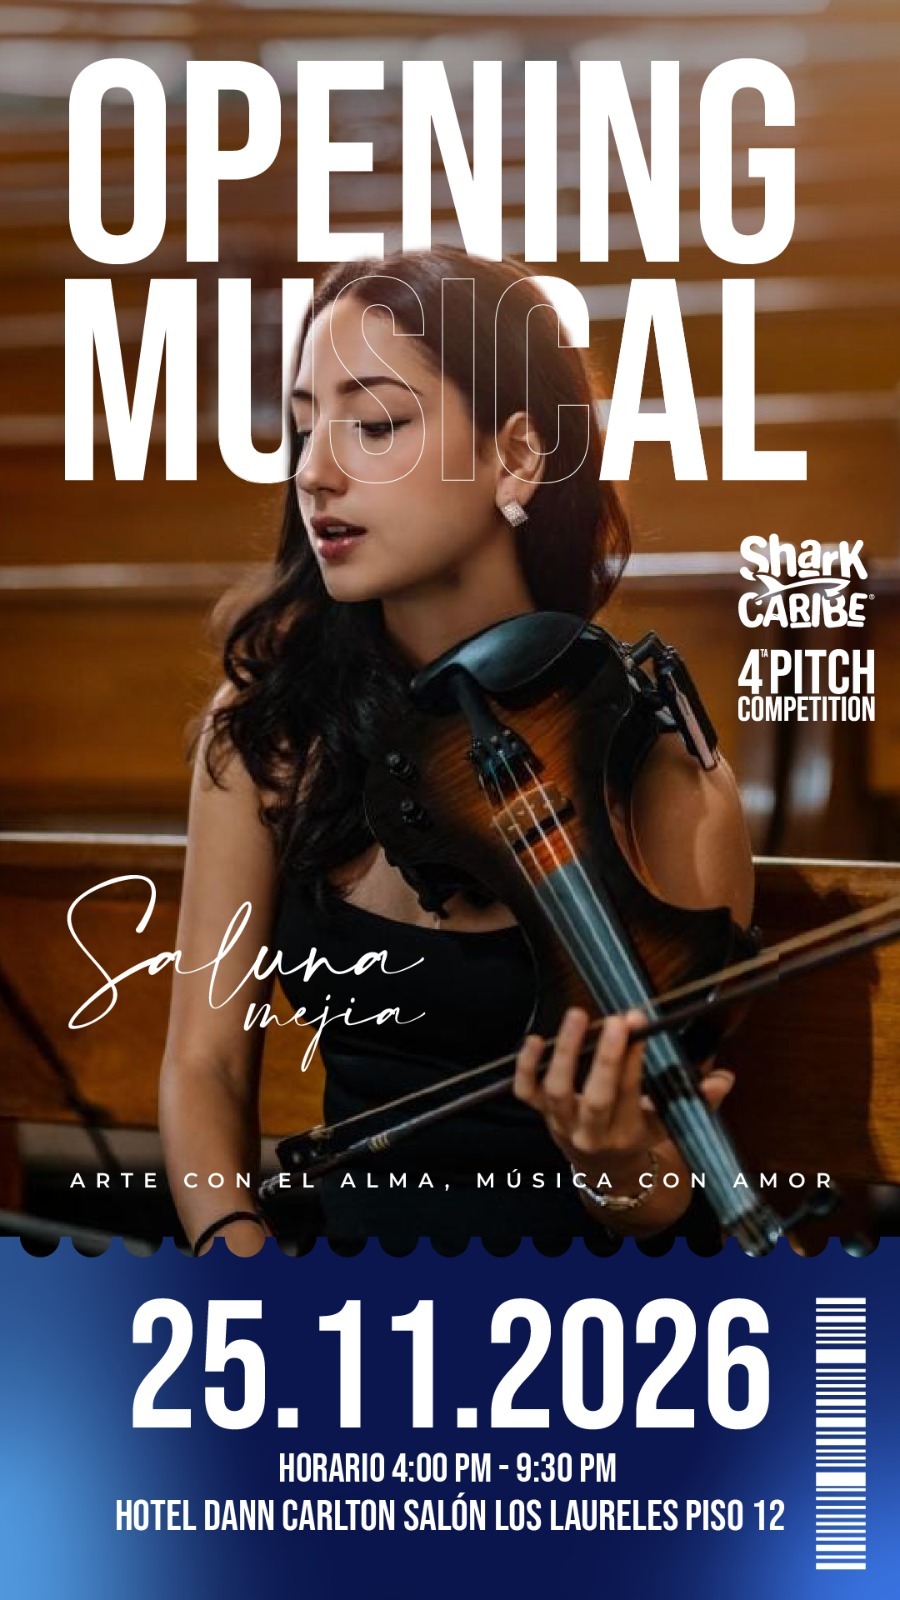 OPENING
MUSICAL
Shark
CARIBE®
4TA PITCH
COMPETITION
Saluna
mejia
ARTE CON EL ALMA, MÚSICA CON AMOR
25.11.2026
HORARIO 4:00 PM - 9:30 PM
HOTEL DANN CARLTON SALÓN LOS LAURELES PISO 12